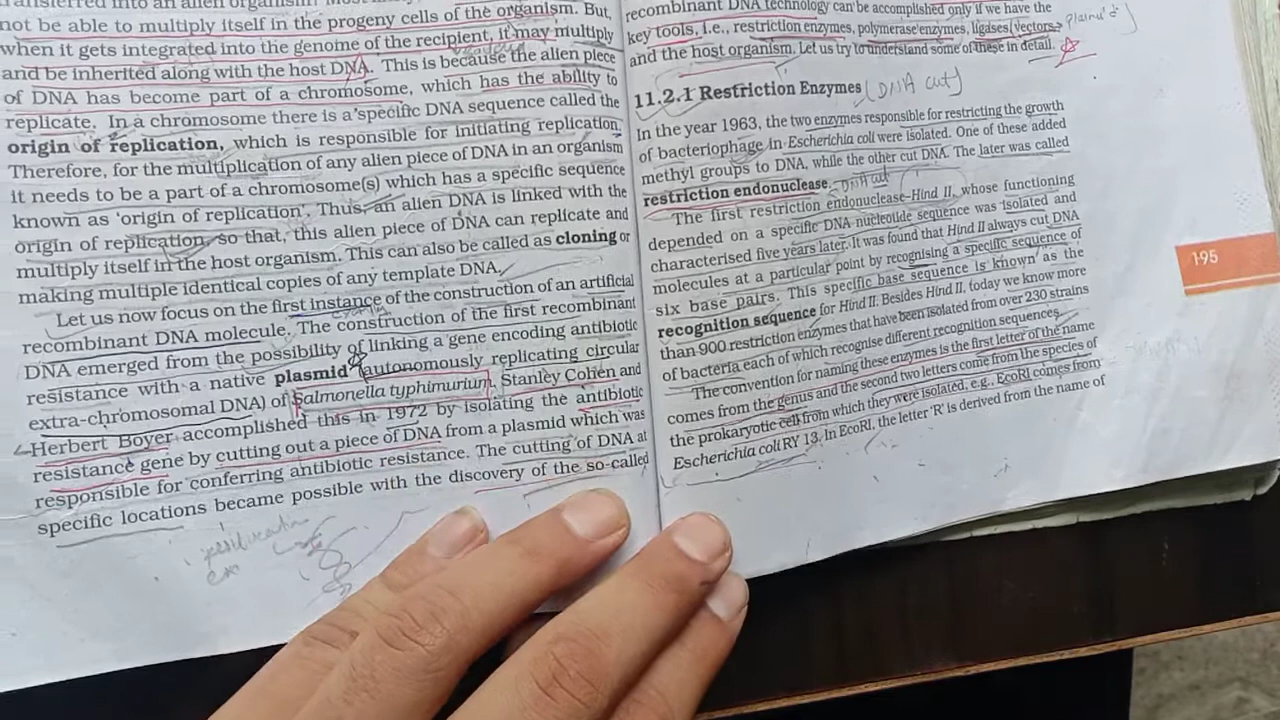 transferred into an alien organism? Most
not be able to multiply itself in the progeny cells of the organism. But,
when it gets integrated into the genome of the recipient, it may multiply
and be inherited along with the host DNA. This is because the alien piece
of DNA has become part of a chromosome, which has the ability to
replicate. In a chromosome there is a specific DNA sequence called the
origin of replication, which is responsible for initiating replication.
Therefore, for the multiplication of any alien piece of DNA in an organism
it needs to be a part of a chromosome(s) which has a specific sequence
known as 'origin of replication'. Thus, an alien DNA is linked with the
origin of replication, so that, this alien piece of DNA can replicate and
multiply itself in the host organism. This can also be called as cloning or
making multiple identical copies of any template DNA.
Let us now focus on the first instance of the construction of an artificial
recombinant DNA molecule. The construction of the first recombinant
DNA emerged from the possibility of linking a gene encoding antibiotic
resistance with a native plasmid (autonomously replicating circular
extra-chromosomal DNA) of Salmonella typhimurium. Stanley Cohen and
Herbert Boyer accomplished this in 1972 by isolating the antibiotic
resistance gene by cutting out a piece of DNA from a plasmid which was
responsible for conferring antibiotic resistance. The cutting of DNA at
specific locations became possible with the discovery of the so-called
recombinant DNA technology can be accomplished only if we have the
key tools, i.e., restriction enzymes, polymerase enzymes, ligases, vectors
and the host organism. Let us try to understand some of these in detail.
11.2.1 Restriction Enzymes (DNA cut)
In the year 1963, the two enzymes responsible for restricting the growth
of bacteriophage in Escherichia coli were isolated. One of these added
methyl groups to DNA, while the other cut DNA. The later was called
restriction endonuclease. DNA cut
The first restriction endonuclease–Hind II, whose functioning
depended on a specific DNA nucleotide sequence was isolated and
characterised five years later. It was found that Hind II always cut DNA
molecules at a particular point by recognising a specific sequence of
six base pairs. This specific base sequence is known as the
recognition sequence for Hind II. Besides Hind II, today we know more
than 900 restriction enzymes that have been isolated from over 230 strains
of bacteria each of which recognise different recognition sequences.
The convention for naming these enzymes is the first letter of the name
comes from the genus and the second two letters come from the species of
the prokaryotic cell from which they were isolated, e.g., EcoRI comes from
Escherichia coli RY 13. In EcoRI, the letter 'R' is derived from the name of
195